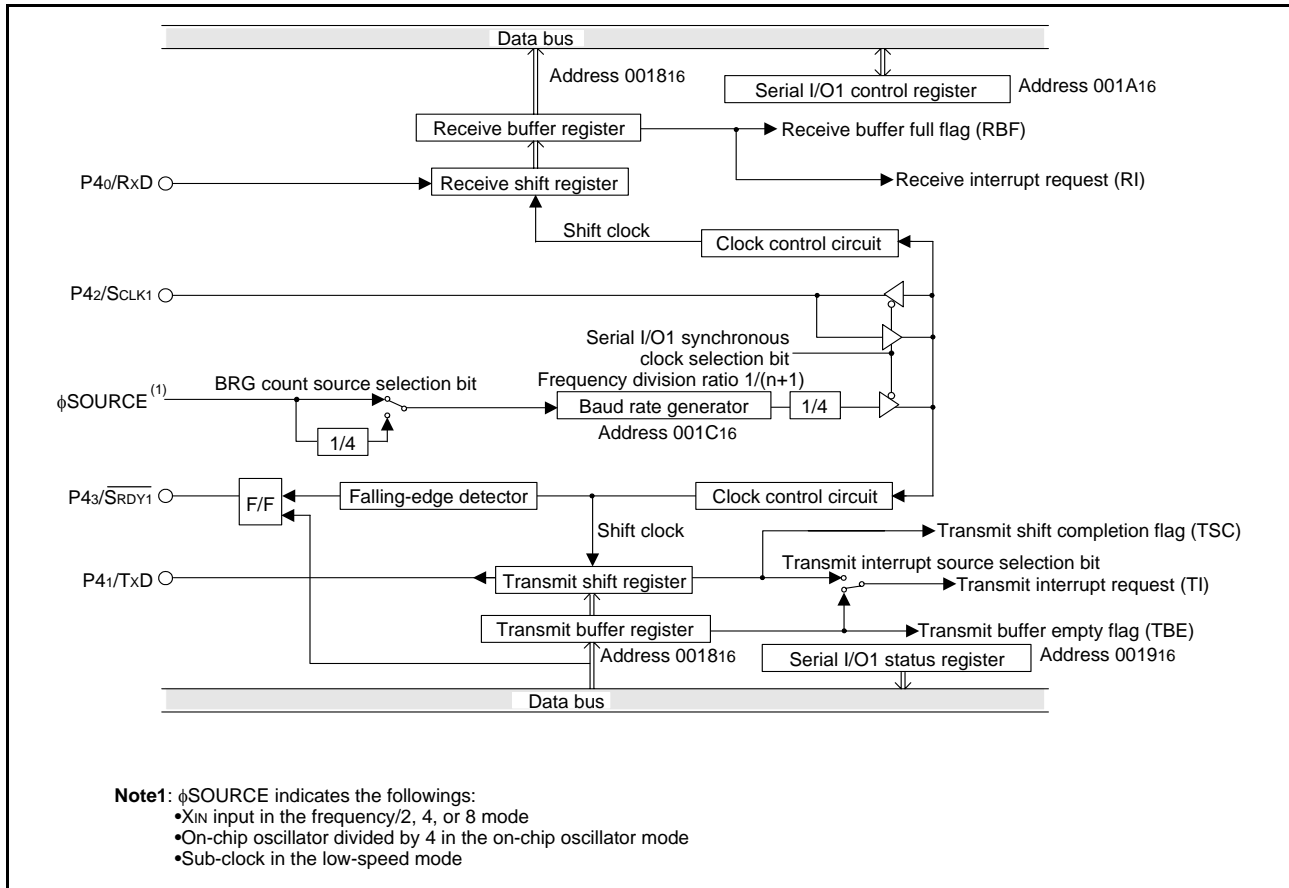 Data bus
Address 001816
Serial I/O1 control register
Address 001A16
Receive buffer register
Receive buffer full flag (RBF)
P40/RXD
Receive shift register
Receive interrupt request (RI)
Shift clock
Clock control circuit
P42/SCLK1
Serial I/O1 synchronous
clock selection bit
BRG count source selection bit
Frequency division ratio 1/(n+1)
φSOURCE (1)
Baud rate generator
1/4
Address 001C16
1/4
P43/SRDY1
F/F
Falling-edge detector
Clock control circuit
Shift clock
Transmit shift completion flag (TSC)
Transmit interrupt source selection bit
P41/TXD
Transmit shift register
Transmit interrupt request (TI)
Transmit buffer register
Transmit buffer empty flag (TBE)
Address 001816
Serial I/O1 status register
Address 001916
Data bus
Note1: φSOURCE indicates the followings:
•XIN input in the frequency/2, 4, or 8 mode
•On-chip oscillator divided by 4 in the on-chip oscillator mode
•Sub-clock in the low-speed mode